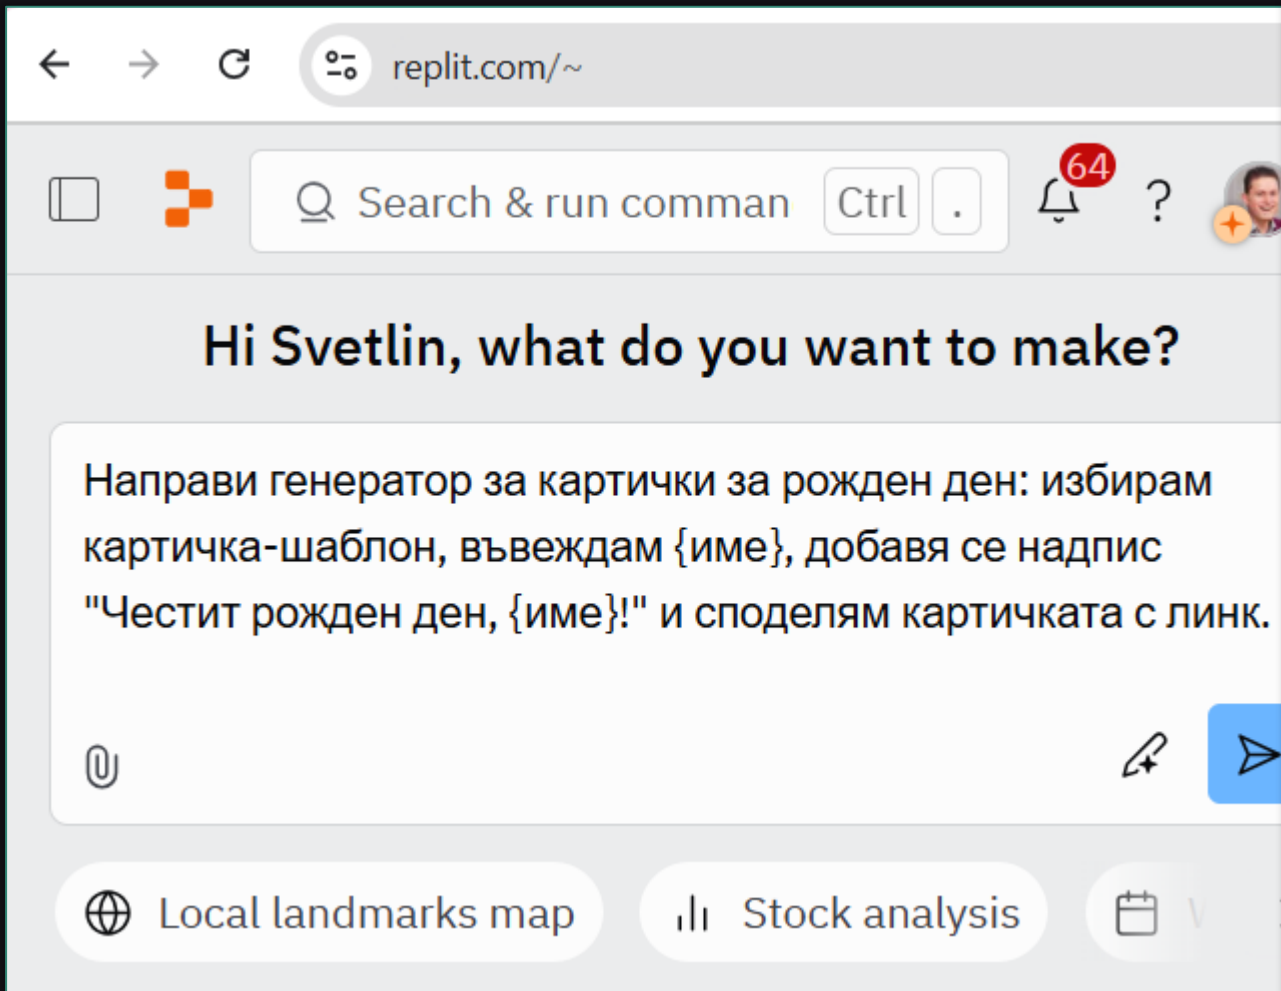 replit.com/~
Search & run comman Ctrl .
64
?
Hi Svetlin, what do you want to make?
Направи генератор за картички за рожден ден: избирам
картичка-шаблон, въвеждам {име}, добавя се надпис
"Честит рожден ден, {име}!" и споделям картичката с линк.
Local landmarks map
Stock analysis